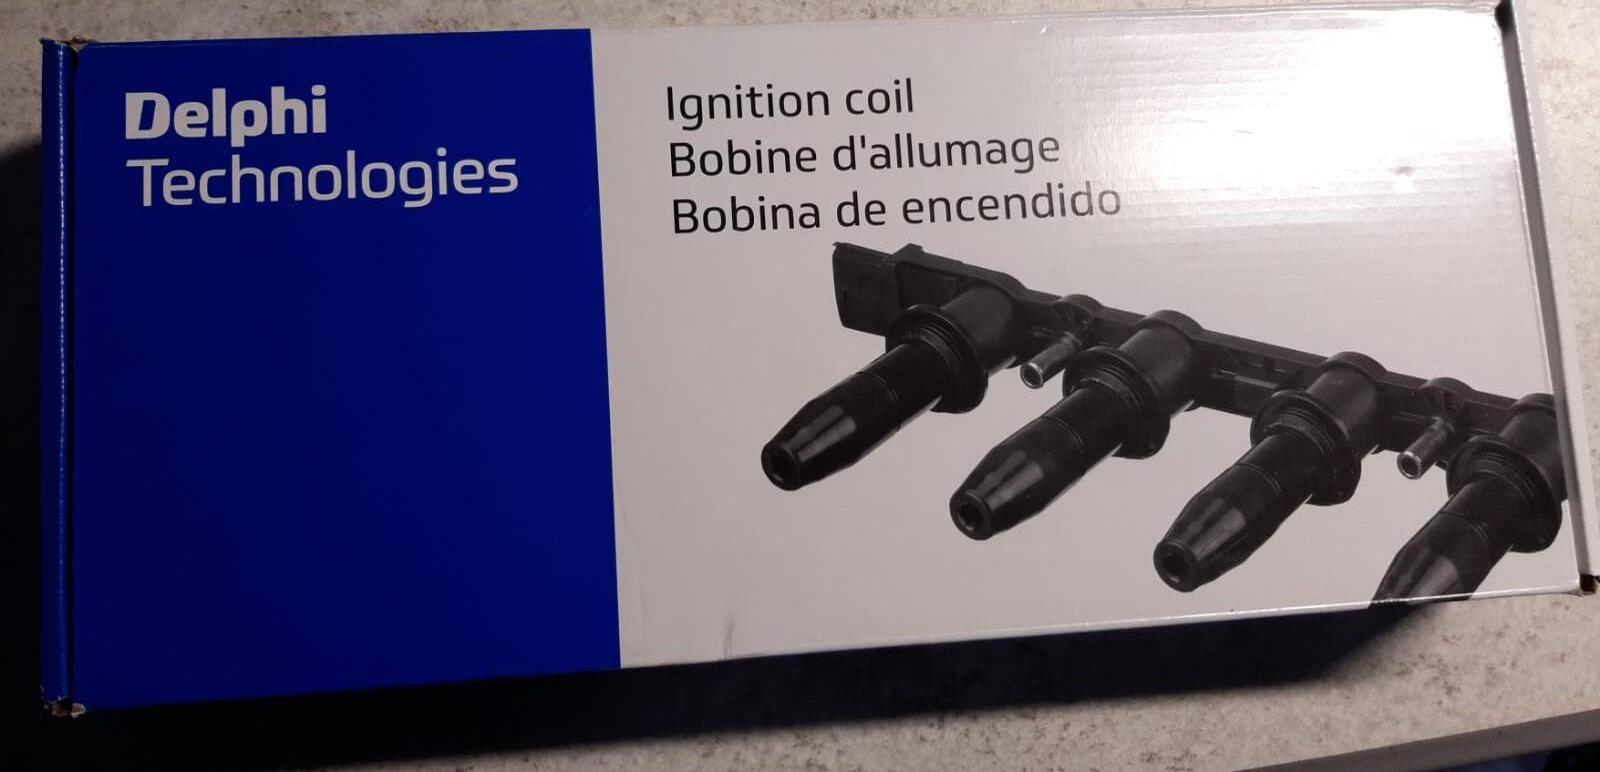 Delphi
Technologies
Ignition coil
Bobine d'allumage
Bobina de encendido